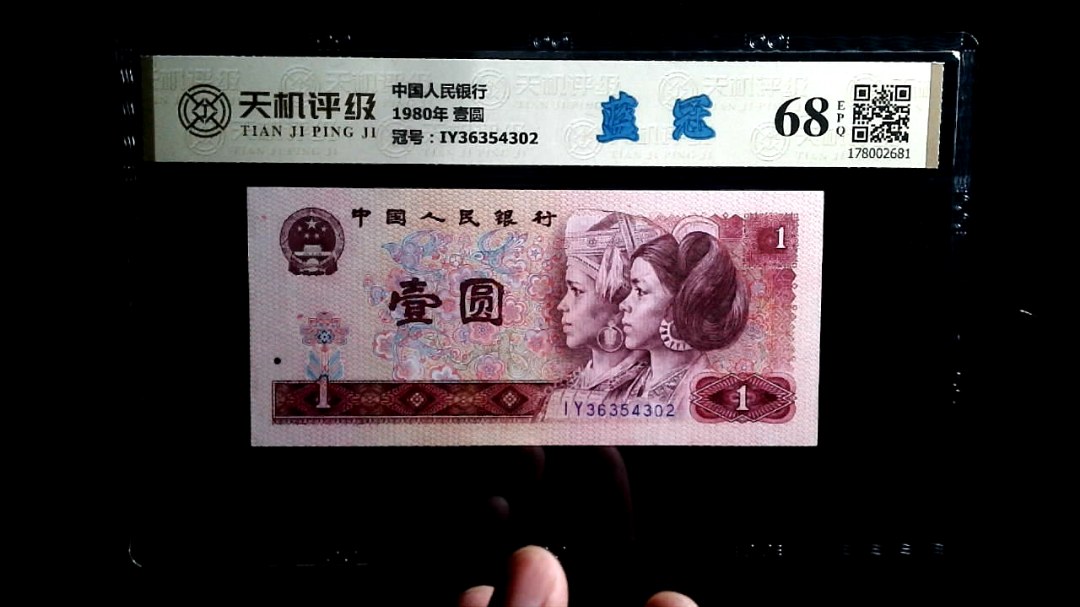 天机评级
TIAN JI PING JI
中国人民银行
1980年 壹圆
冠号：IY36354302
蓝冠
68
EPQ
178002681
中国人民银行
1
壹圆
1
IY36354302
1